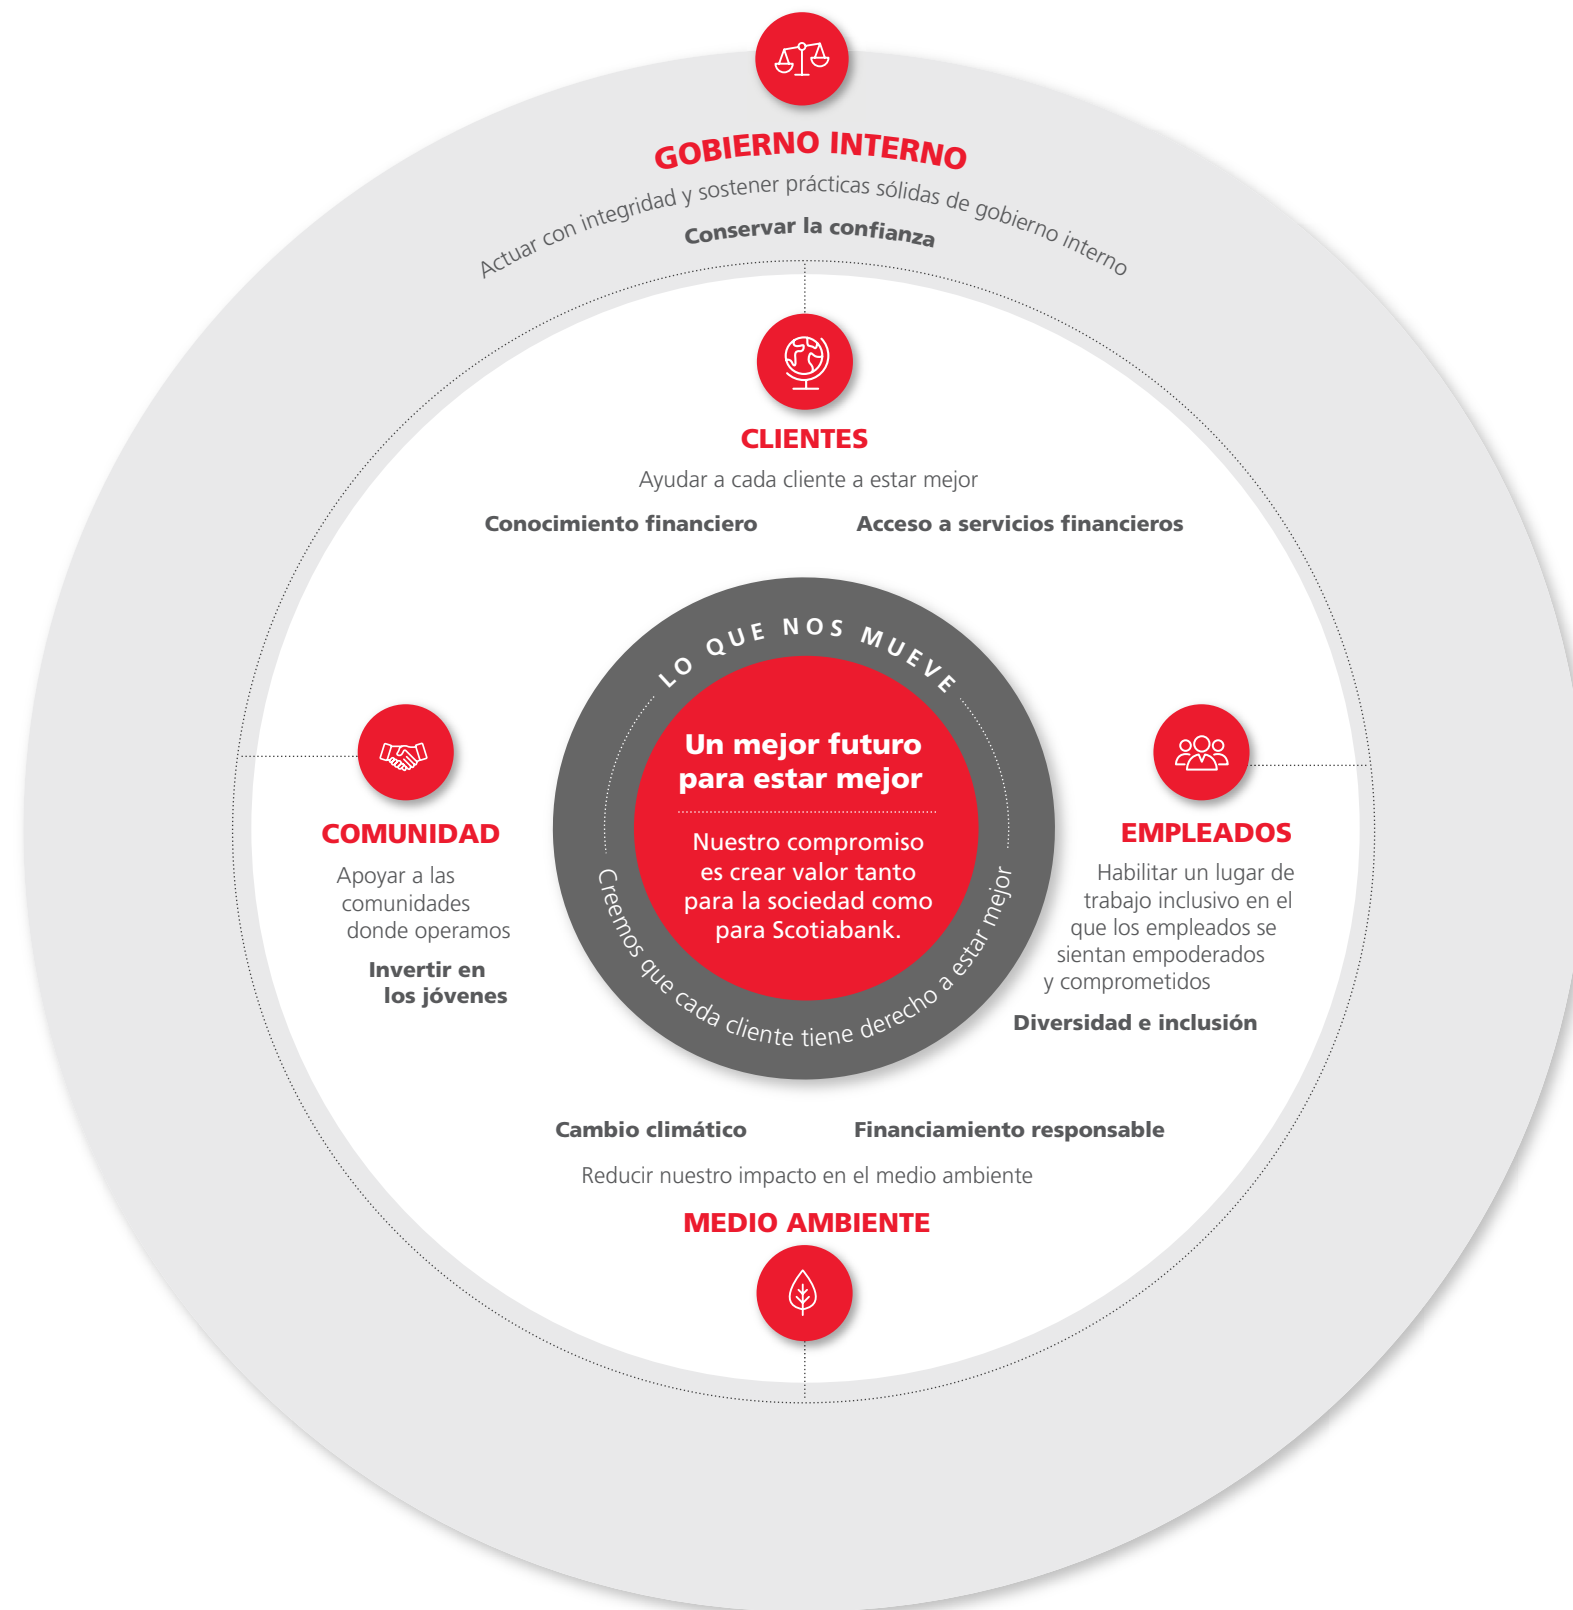 GOBIERNO INTERNO
Actuar con integridad y sostener prácticas sólidas de gobierno interno
Conservar la confianza
CLIENTES
Ayudar a cada cliente a estar mejor
Conocimiento financiero
Acceso a servicios financieros
LO QUE NOS MUEVE
Un mejor futuro
para estar mejor
Nuestro compromiso
es crear valor tanto
para la sociedad como
para Scotiabank.
Creemos que cada cliente tiene derecho a estar mejor
COMUNIDAD
Apoyar a las
comunidades
donde operamos
Invertir en
los jóvenes
EMPLEADOS
Habilitar un lugar de
trabajo inclusivo en el
que los empleados se
sientan empoderados
y comprometidos
Diversidad e inclusión
Cambio climático
Financiamiento responsable
Reducir nuestro impacto en el medio ambiente
MEDIO AMBIENTE